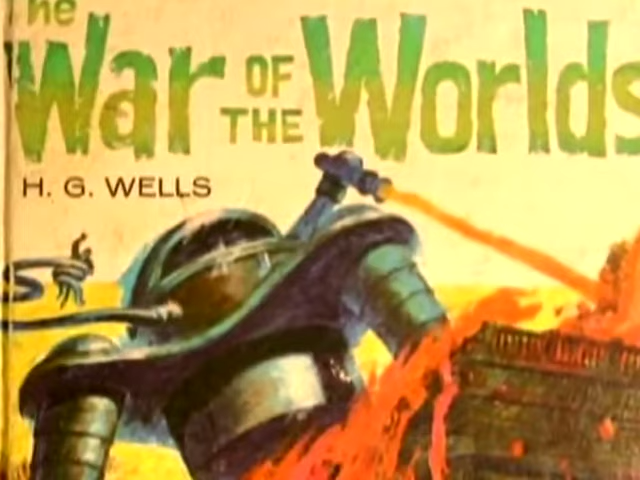 The
War OF THE Worlds
H. G. WELLS